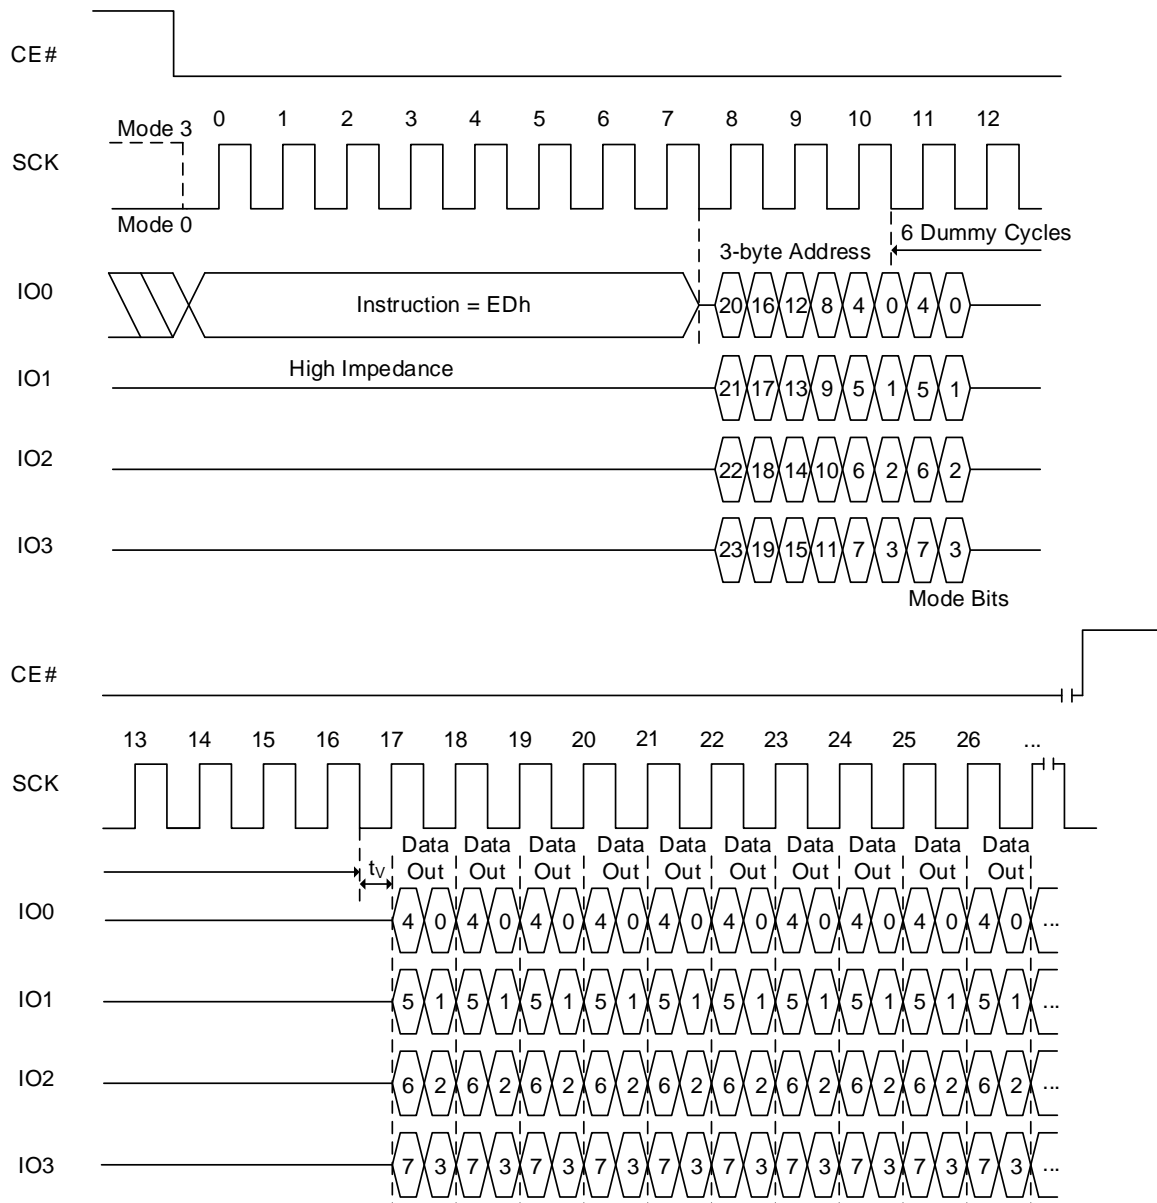 CE#
0 1 2 3 4 5 6 7 8 9 10 11 12
Mode 3
SCK
Mode 0
6 Dummy Cycles
3-byte Address
IO0 Instruction = EDh 20 16 12 8 4 0 4 0
High Impedance
IO1 21 17 13 9 5 1 5 1
IO2 22 18 14 10 6 2 6 2
IO3 23 19 15 11 7 3 7 3
Mode Bits
CE#
13 14 15 16 17 18 19 20 21 22 23 24 25 26 ...
SCK
Data Data Data Data Data Data Data Data Data Data
tV Out Out Out Out Out Out Out Out Out Out
IO0 4 0 4 0 4 0 4 0 4 0 4 0 4 0 4 0 4 0 4 0 ...
IO1 5 1 5 1 5 1 5 1 5 1 5 1 5 1 5 1 5 1 5 1 ...
IO2 6 2 6 2 6 2 6 2 6 2 6 2 6 2 6 2 6 2 6 2 ...
IO3 7 3 7 3 7 3 7 3 7 3 7 3 7 3 7 3 7 3 7 3 ...